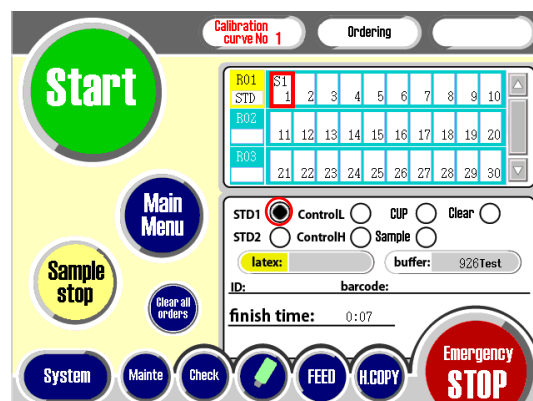 Calibration
curve No 1
Ordering
Start
R01 S1
STD 1 2 3 4 5 6 7 8 9 10
R02
11 12 13 14 15 16 17 18 19 20
R03
21 22 23 24 25 26 27 28 29 30
Main
Menu
STD1 ControlL CUP Clear
STD2 ControlH Sample
latex: buffer: 926Test
Sample
stop
Clear all
orders
ID: barcode:
finish time: 0:07
System
Mainte
Check
FEED
H.COPY
Emergency
STOP